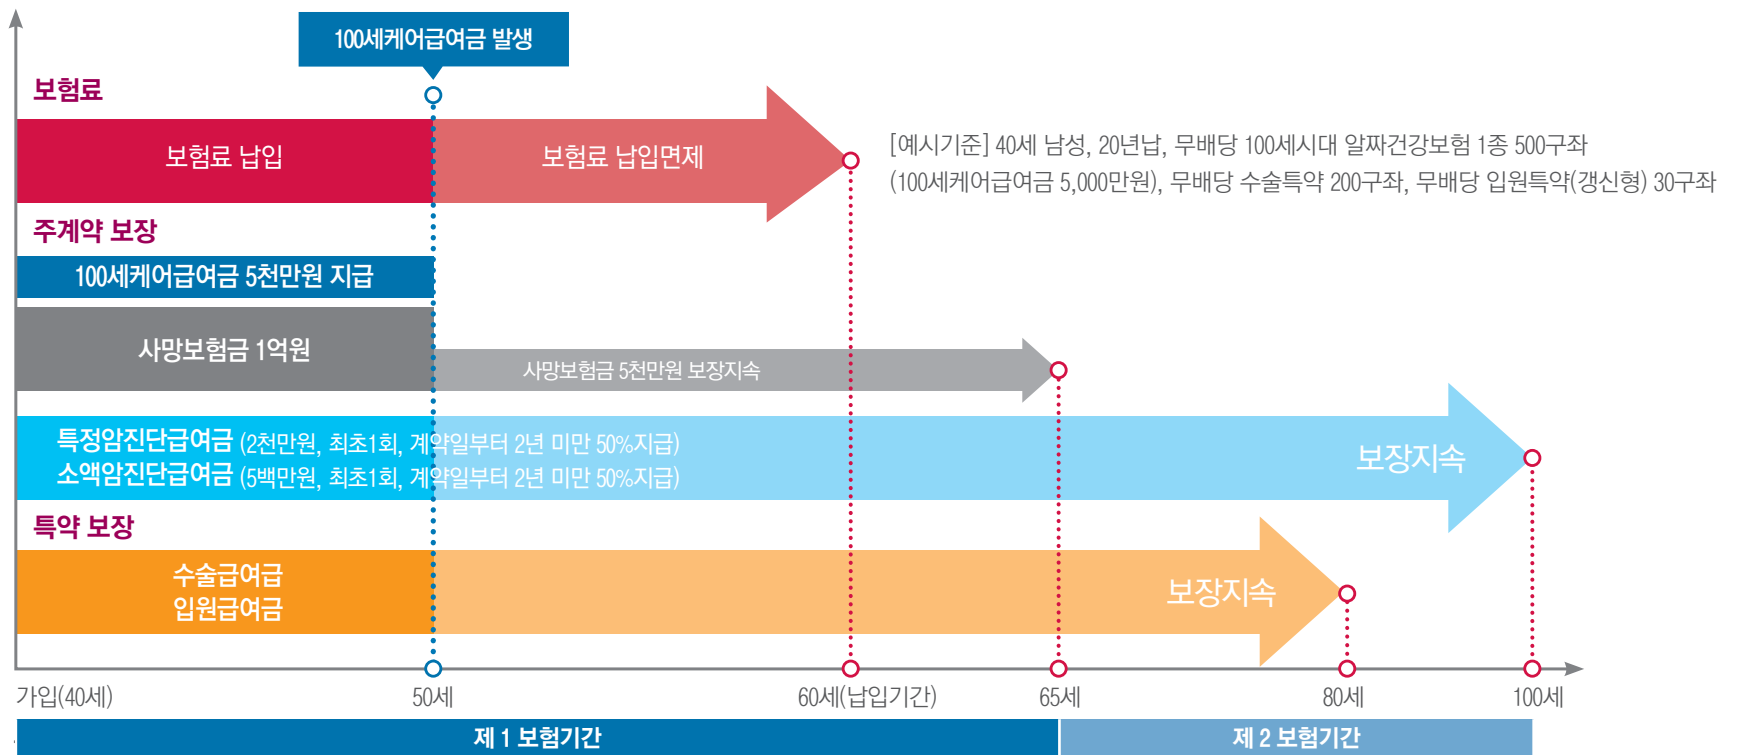 100세케어급여금 발생
보험료
보험료 납입
보험료 납입면제
[예시기준] 40세 남성, 20년납, 무배당 100세시대 알짜건강보험 1종 500구좌
(100세케어급여금 5,000만원), 무배당 수술특약 200구좌, 무배당 입원특약(갱신형) 30구좌
주계약 보장
100세케어급여금 5천만원 지급
사망보험금 1억원
사망보험금 5천만원 보장지속
특정암진단급여금 (2천만원, 최초1회, 계약일부터 2년 미만 50%지급)
소액암진단급여금 (5백만원, 최초1회, 계약일부터 2년 미만 50%지급)
보장지속
특약 보장
수술급여급
입원급여금
보장지속
가입(40세)
50세
60세(납입기간)
65세
80세
100세
제 1 보험기간
제 2 보험기간